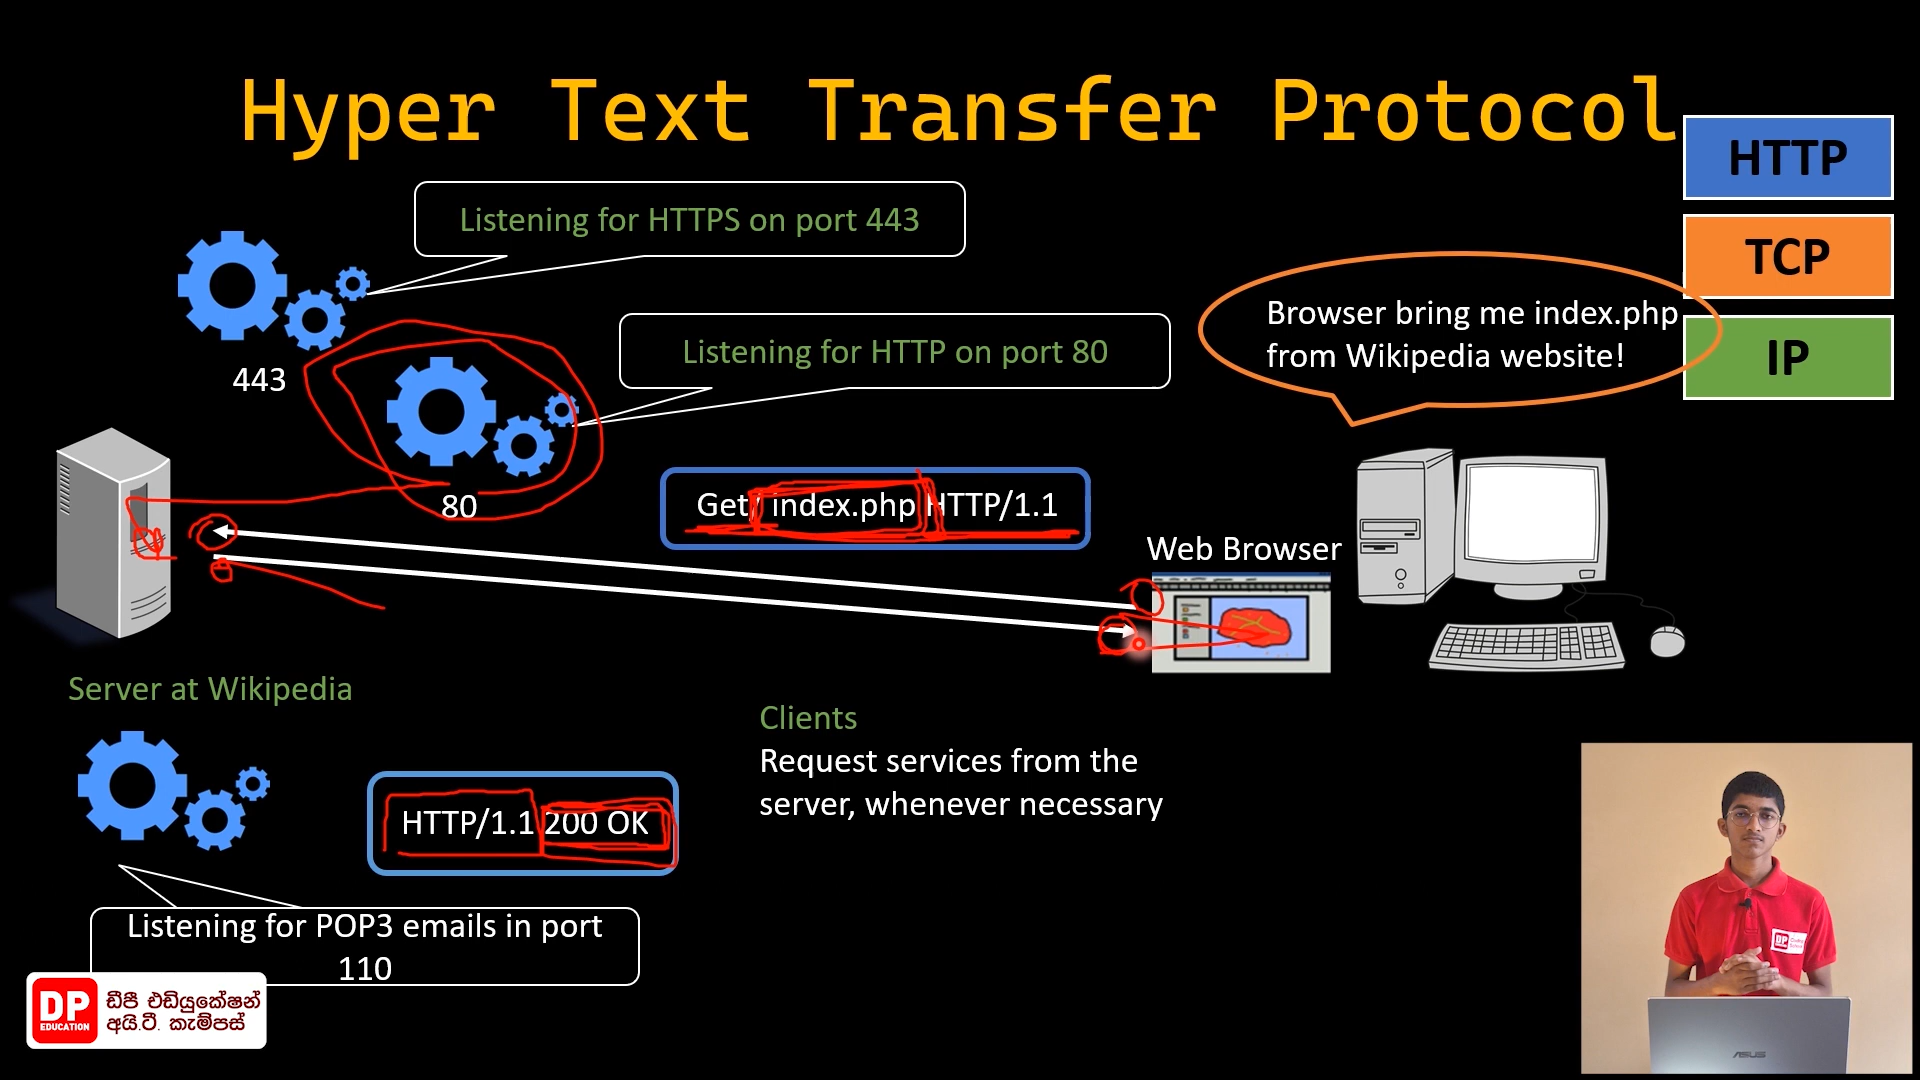 Hyper Text Transfer Protocol
HTTP
TCP
IP
Listening for HTTPS on port 443
443
Listening for HTTP on port 80
80
Browser bring me index.php
from Wikipedia website!
Get/ index.php HTTP/1.1
Web Browser
Server at Wikipedia
Clients
Request services from the
server, whenever necessary
HTTP/1.1 200 OK
Listening for POP3 emails in port
110
DP
EDUCATION
ඩීපී එඩියුකේෂන්
අයි.ටී. කැම්පස්
DP
ASUS